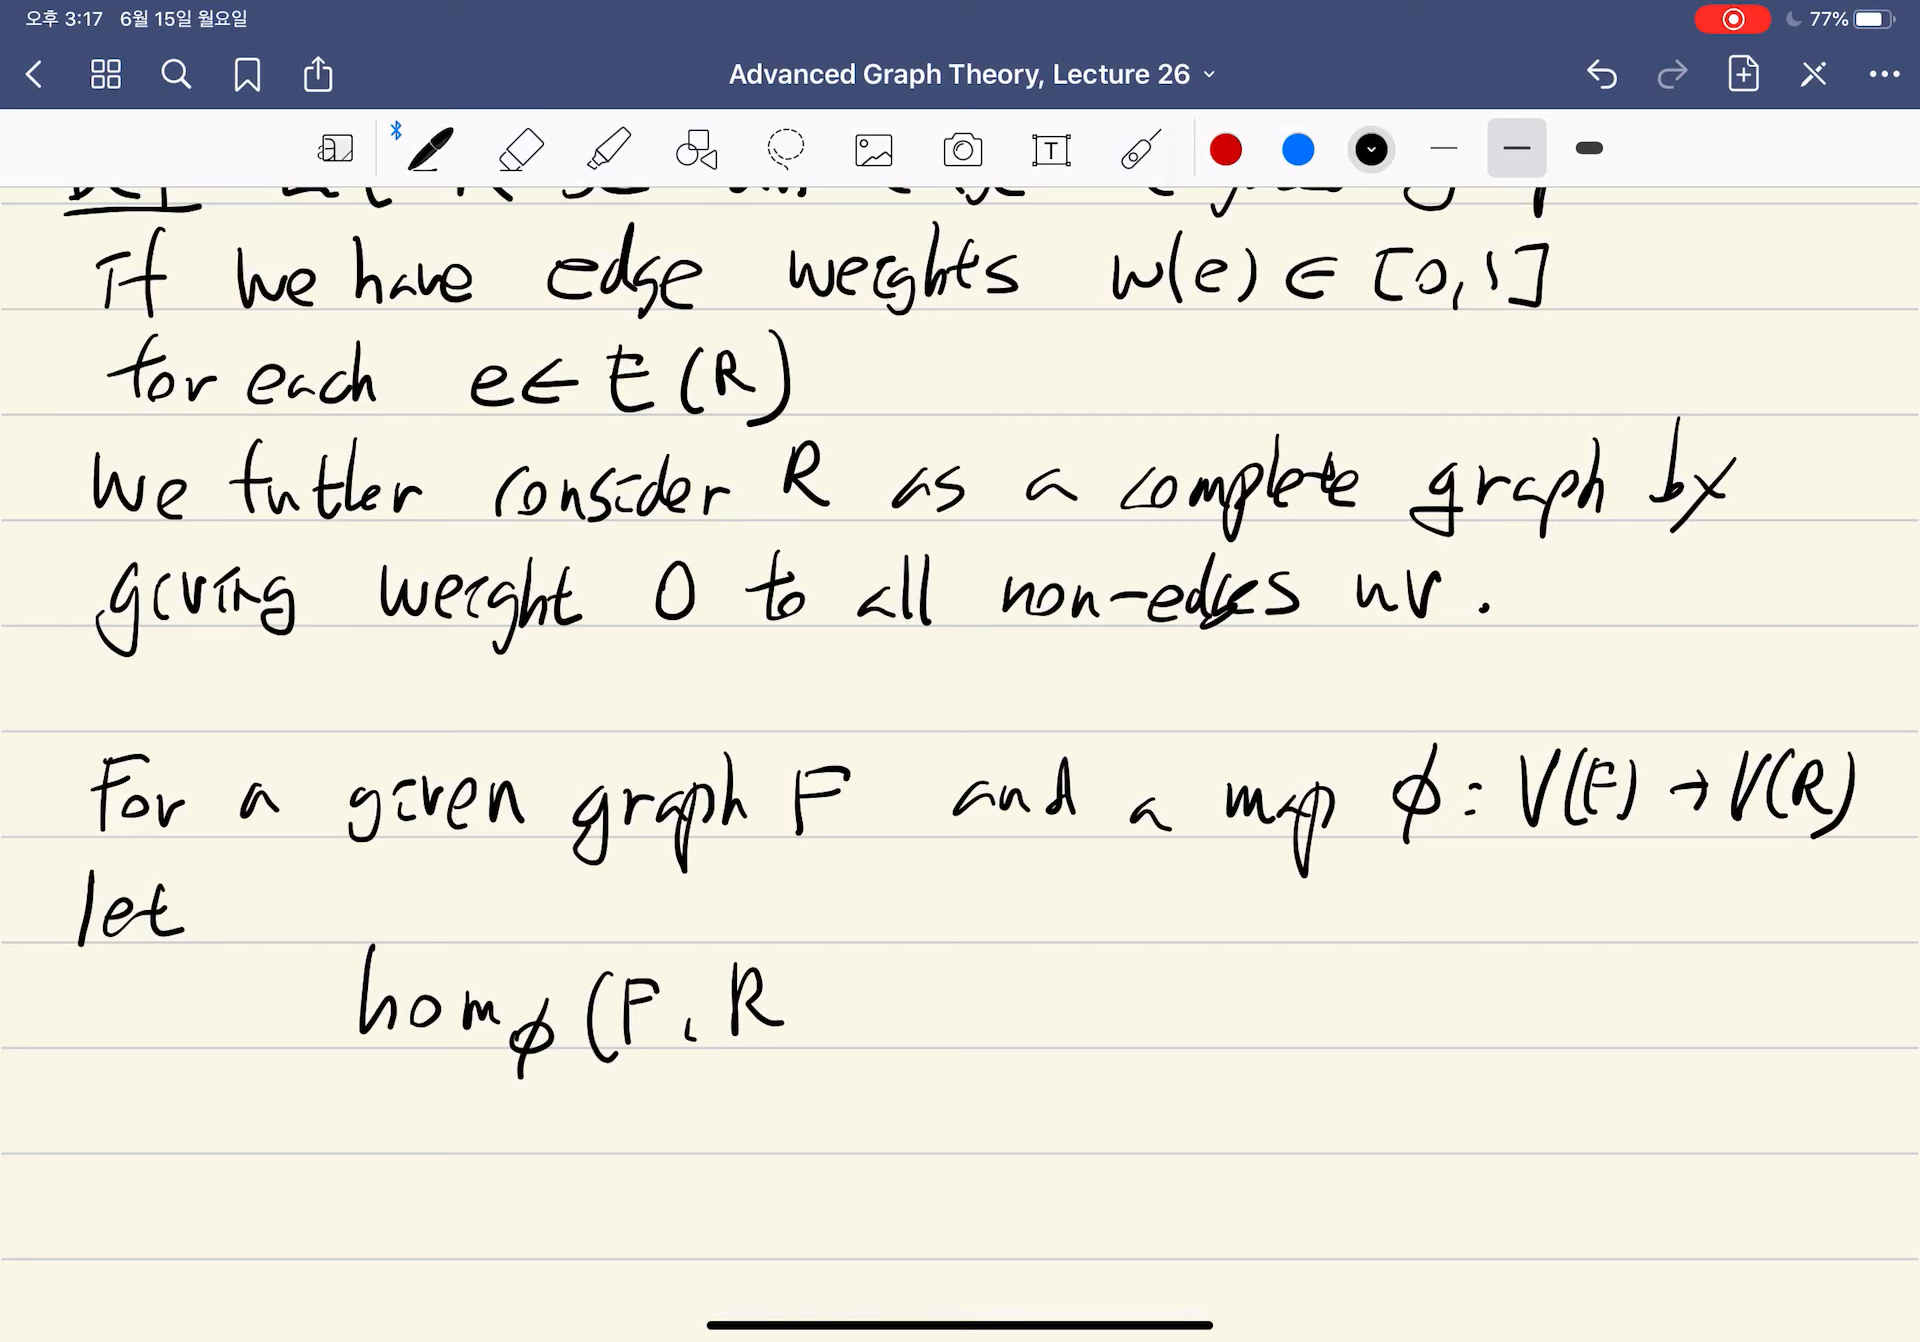 오후 3:17 6월 15일 월요일
77%
Advanced Graph Theory, Lecture 26
If we have edge weights w(e) ∈ [0,1]
for each e ∈ E(R)
We futler consider R as a complete graph by
giving weight 0 to all non-edges uv.
For a given graph F and a map φ : V(F) → V(R)
let
hom_φ (F, R